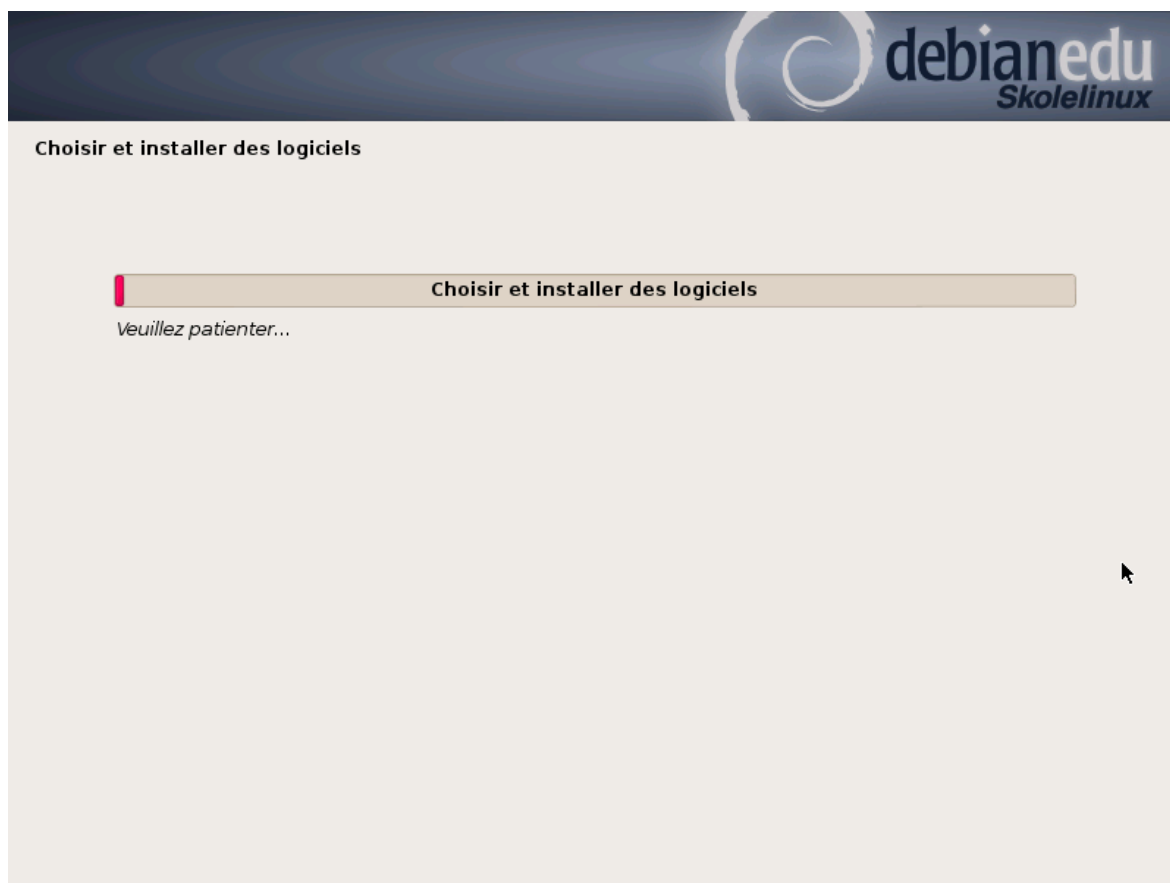 debianedu
Skolelinux
Choisir et installer des logiciels
Choisir et installer des logiciels
Veuillez patienter...